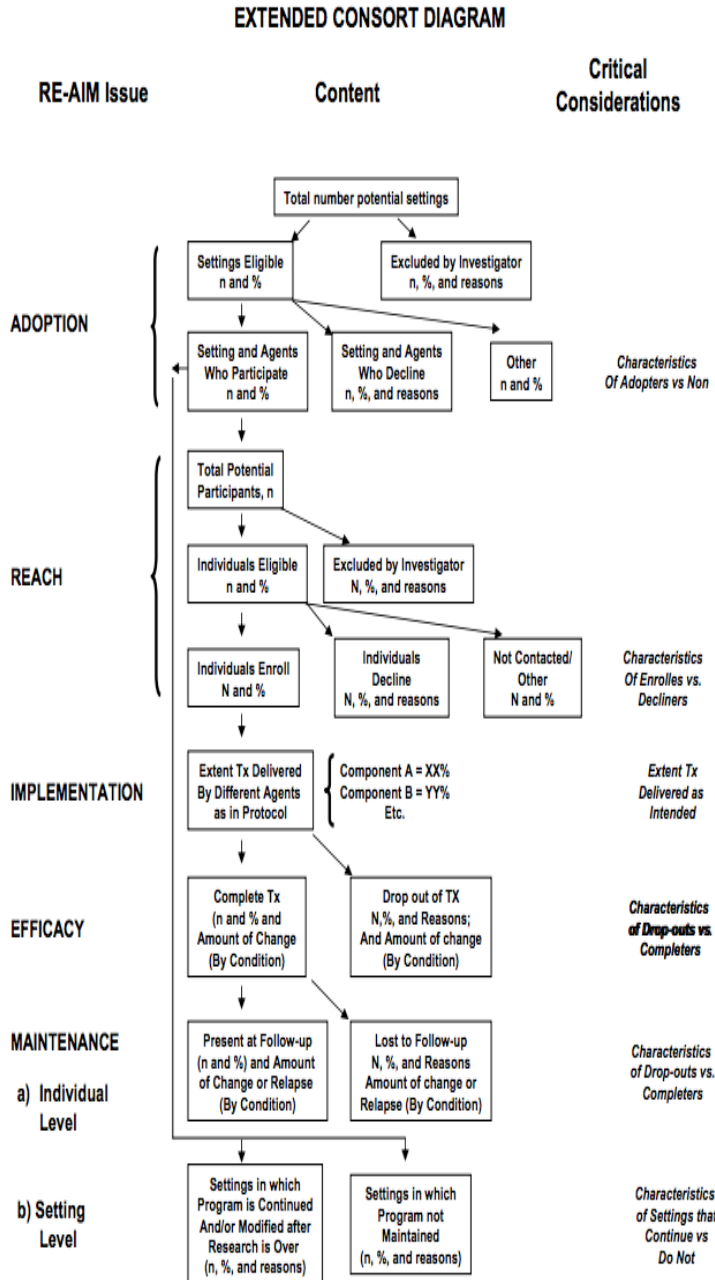 EXTENDED CONSORT DIAGRAM
RE-AIM Issue
Content
Critical
Considerations
Total number potential settings
ADOPTION
Settings Eligible
n and %
Excluded by Investigator
n, %, and reasons
Setting and Agents
Who Participate
n and %
Setting and Agents
Who Decline
n, %, and reasons
Other
n and %
Characteristics
Of Adopters vs Non
REACH
Total Potential
Participants, n
Individuals Eligible
n and %
Excluded by Investigator
N, %, and reasons
Individuals Enroll
N and %
Individuals
Decline
N, %, and reasons
Not Contacted/
Other
N and %
Characteristics
Of Enrolles vs.
Decliners
IMPLEMENTATION
Extent Tx Delivered
By Different Agents
as in Protocol
Component A = XX%
Component B = YY%
Etc.
Extent Tx
Delivered as
Intended
EFFICACY
Complete Tx
(n and % and
Amount of Change
(By Condition)
Drop out of TX
N,%, and Reasons;
And Amount of change
(By Condition)
Characteristics
of Drop-outs vs.
Completers
MAINTENANCE
a) Individual
Level
Present at Follow-up
(n and %) and Amount
of Change or Relapse
(By Condition)
Lost to Follow-up
N, %, and Reasons
Amount of change or
Relapse (By Condition)
Characteristics
of Drop-outs vs.
Completers
b) Setting
Level
Settings in which
Program is Continued
And/or Modified after
Research is Over
(n, %, and reasons)
Settings in which
Program not
Maintained
(n, %, and reasons)
Characteristics
of Settings that
Continue vs
Do Not